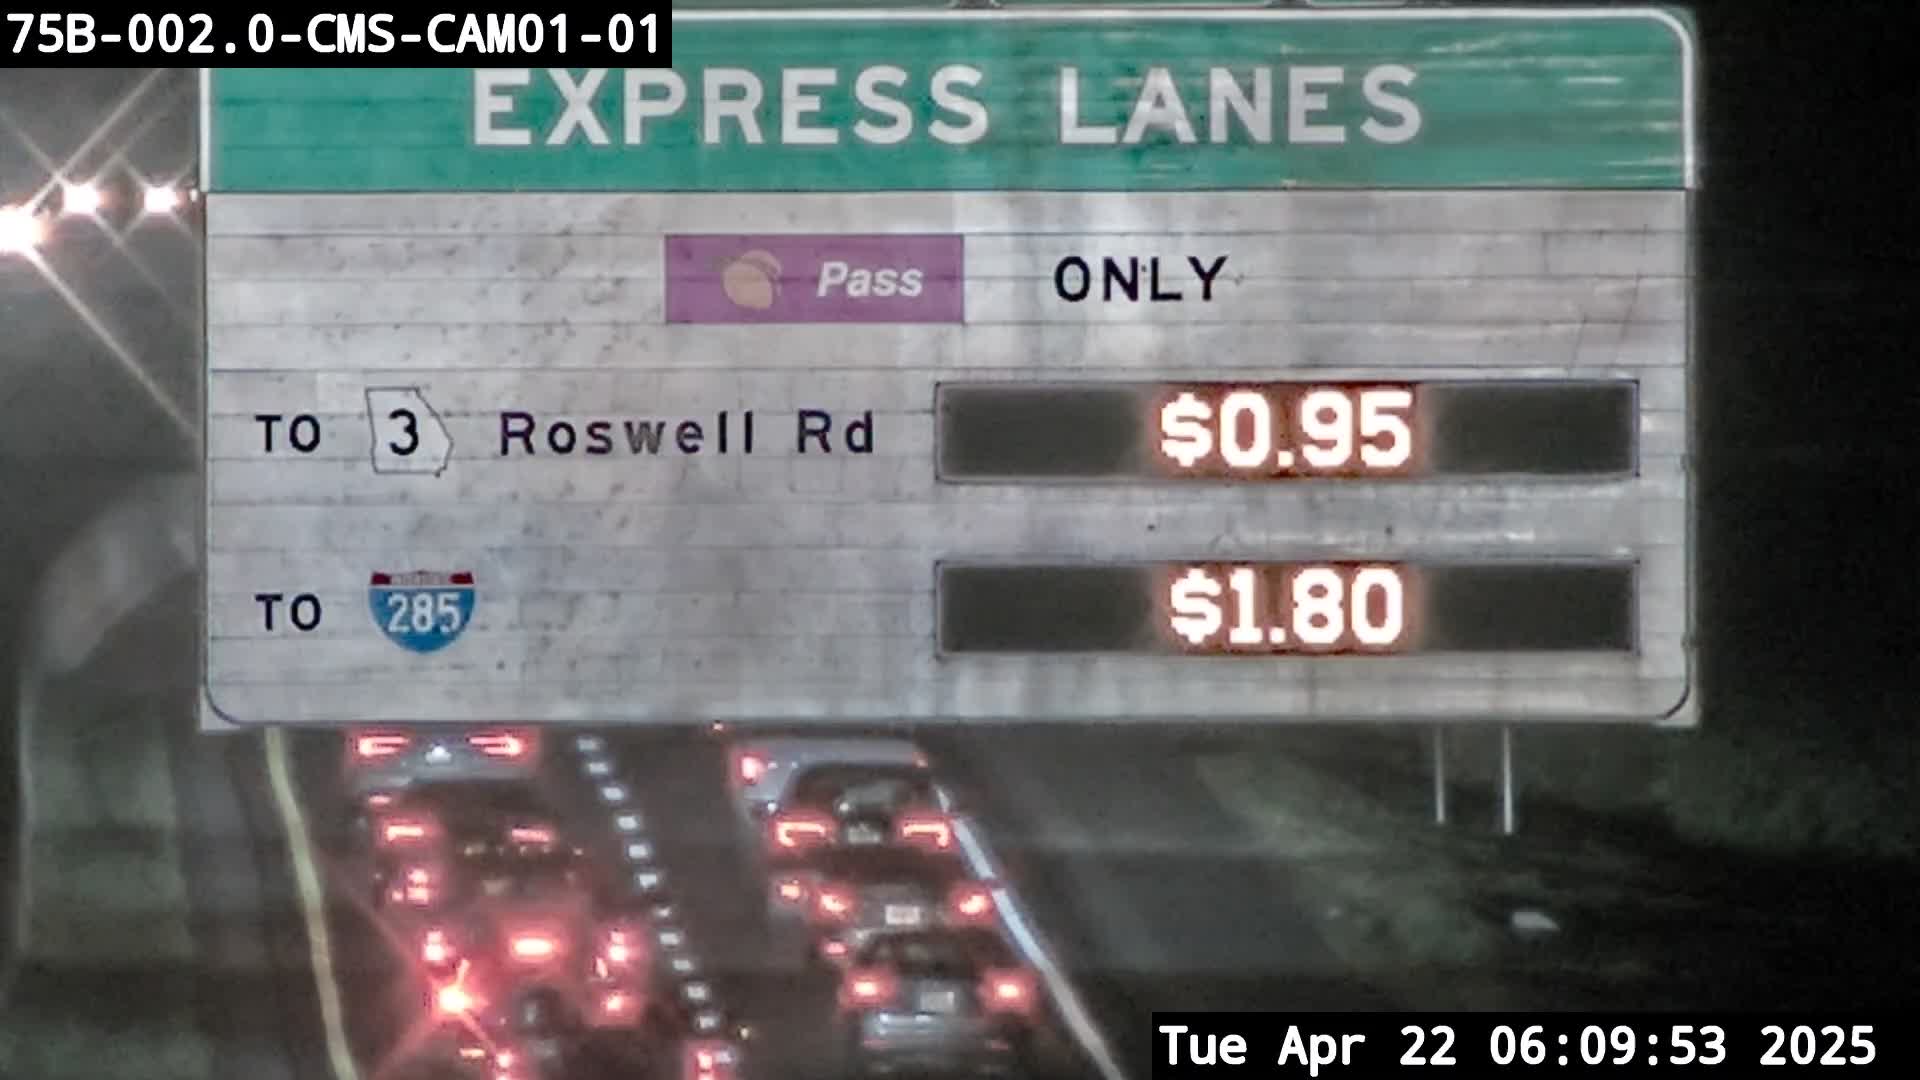 75B-002.0-CMS-CAM01-01
EXPRESS LANES
Pass ONLY
TO 3 Roswell Rd $0.95
TO 285 $1.80
Tue Apr 22 06:09:53 2025